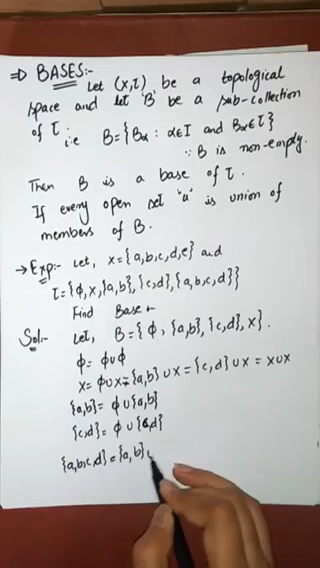 ⇒ BASES:-
Let (X,τ) be a topological
space and let 'B' be a sub-collection
of τ.
i.e B={Bα : α∈I and Bα∈τ}
∵ B is non-empty.
Then B is a base of τ.
If every open set 'u' is union of
members of B.
→ Exp:- Let, X={a,b,c,d,e} and
τ={ϕ,X,{a,b},{c,d},{a,b,c,d}}
Find Base
Sol:- Let, B={ϕ,{a,b},{c,d},X}.
ϕ=ϕ∪ϕ
X=ϕ∪X={a,b}∪X={c,d}∪X=X∪X
{a,b}=ϕ∪{a,b}
{c,d}=ϕ∪{c,d}
{a,b,c,d}={a,b}